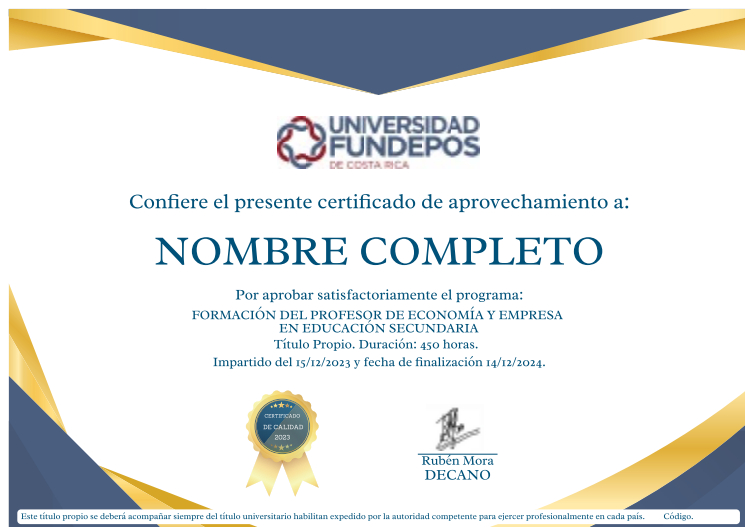 UNIVERSIDAD
FUNDEPOS
DE COSTA RICA
Confiere el presente certificado de aprovechamiento a:
NOMBRE COMPLETO
Por aprobar satisfactoriamente el programa:
FORMACIÓN DEL PROFESOR DE ECONOMÍA Y EMPRESA
EN EDUCACIÓN SECUNDARIA
Título Propio. Duración: 450 horas.
Impartido del 15/12/2023 y fecha de finalización 14/12/2024.
CERTIFICADO
DE CALIDAD
2023
Rubén Mora
DECANO
Este título propio se deberá acompañar siempre del título universitario habilitan expedido por la autoridad competente para ejercer profesionalmente en cada país. Código.